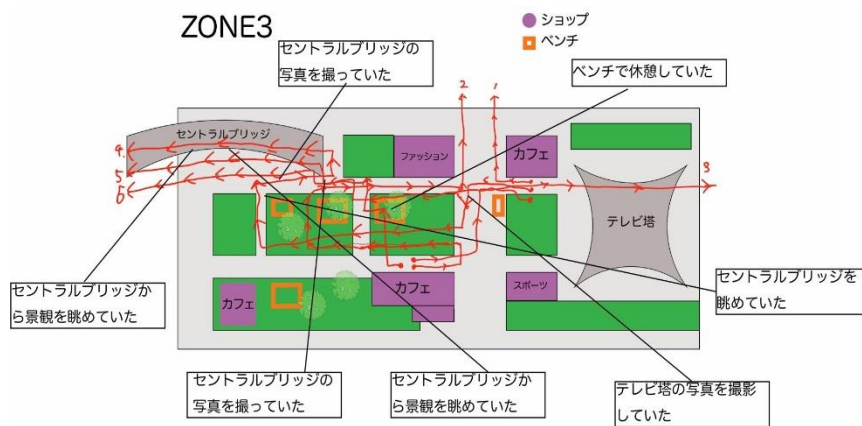 ZONE3
ショップ
ベンチ
セントラルブリッジの
写真を撮っていた
ベンチで休憩していた
2
1
セントラルブリッジ
4
5
6
ファッション
カフェ
3
テレビ塔
セントラルブリッジか
ら景観を眺めていた
カフェ
カフェ
スポーツ
セントラルブリッジを
眺めていた
セントラルブリッジの
写真を撮っていた
セントラルブリッジか
ら景観を眺めていた
テレビ塔の写真を撮影
していた